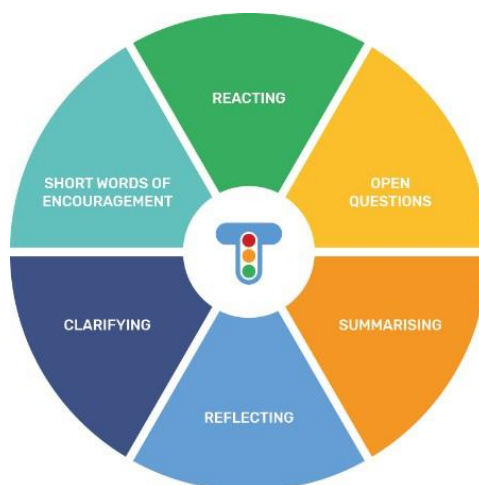 REACTING
OPEN
QUESTIONS
SUMMARISING
REFLECTING
CLARIFYING
SHORT WORDS OF
ENCOURAGEMENT